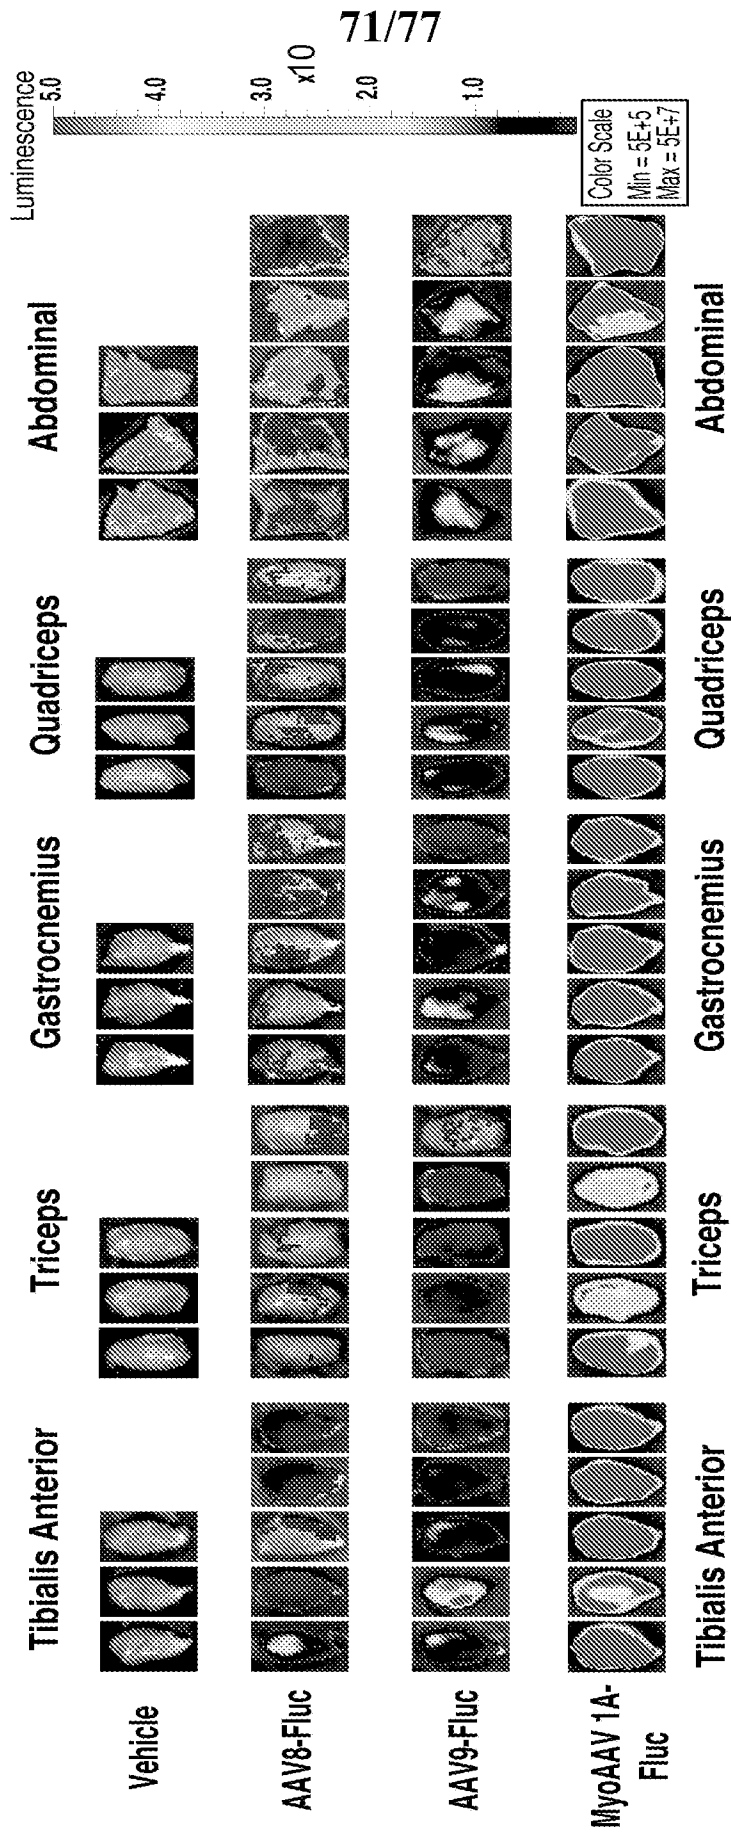 71/77
Tibialis Anterior
Triceps
Gastrocnemius
Quadriceps
Abdominal
Luminescence
5.0
4.0
3.0
x10
2.0
1.0
Color Scale
Min = 5E+5
Max = 5E+7
Vehicle
AAV8-Fluc
AAV9-Fluc
MyoAAV 1A-
Fluc
Tibialis Anterior
Triceps
Gastrocnemius
Quadriceps
Abdominal